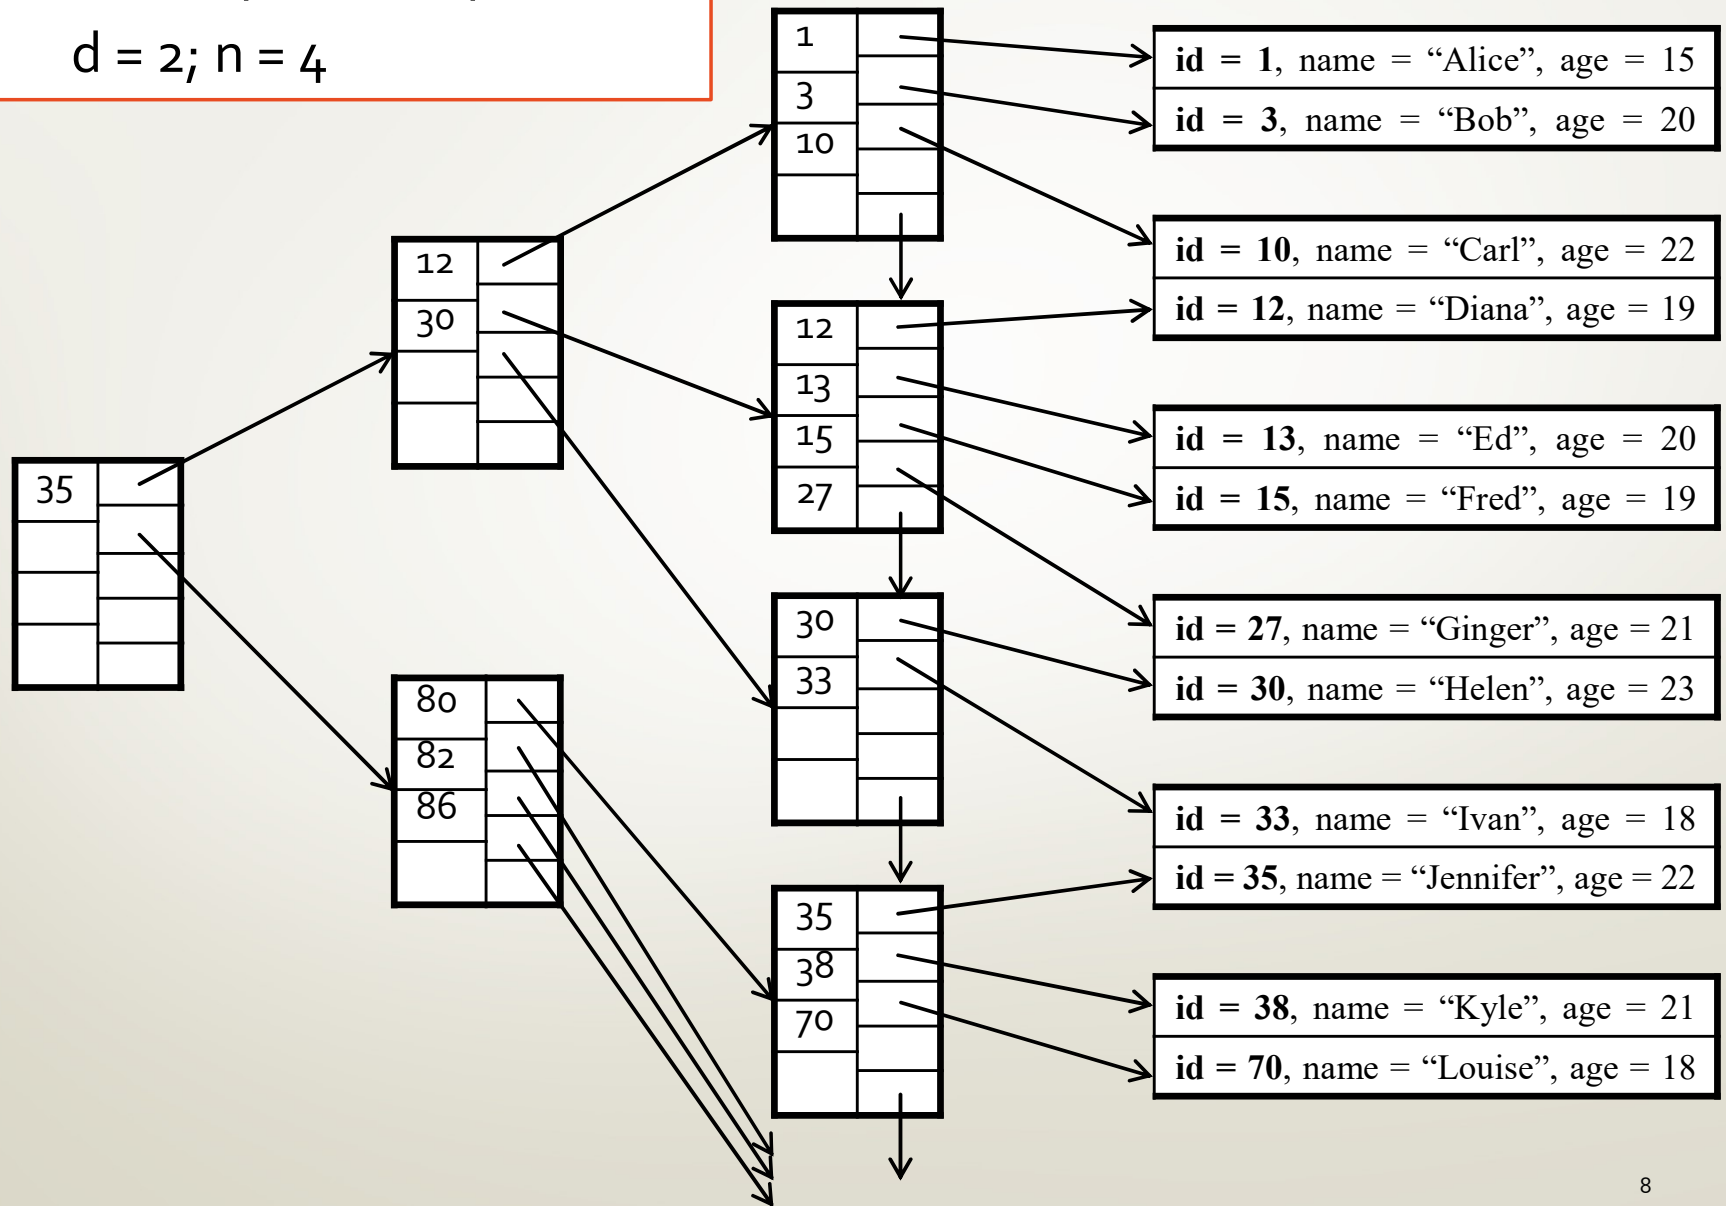 d = 2; n = 4
35
12
30
80
82
86
1
3
10
12
13
15
27
30
33
35
38
70
id = 1, name = “Alice”, age = 15
id = 3, name = “Bob”, age = 20
id = 10, name = “Carl”, age = 22
id = 12, name = “Diana”, age = 19
id = 13, name = “Ed”, age = 20
id = 15, name = “Fred”, age = 19
id = 27, name = “Ginger”, age = 21
id = 30, name = “Helen”, age = 23
id = 33, name = “Ivan”, age = 18
id = 35, name = “Jennifer”, age = 22
id = 38, name = “Kyle”, age = 21
id = 70, name = “Louise”, age = 18
8